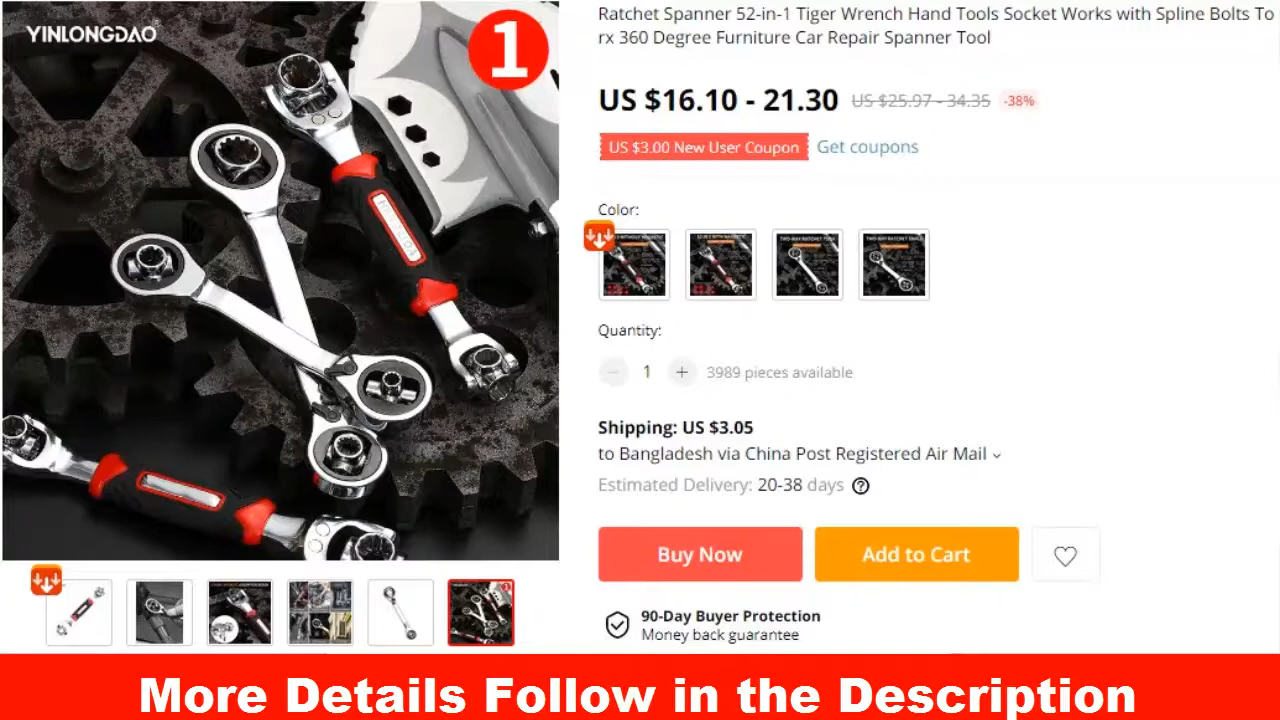 YINLONGDAO®
1
Ratchet Spanner 52-in-1 Tiger Wrench Hand Tools Socket Works with Spline Bolts To
rx 360 Degree Furniture Car Repair Spanner Tool
US $16.10 - 21.30 US $25.97 - 34.35 -38%
US $3.00 New User Coupon Get coupons
Color:
Quantity:
1 + 3989 pieces available
Shipping: US $3.05
to Bangladesh via China Post Registered Air Mail
Estimated Delivery: 20-38 days ?
Buy Now Add to Cart
90-Day Buyer Protection
Money back guarantee
More Details Follow in the Description